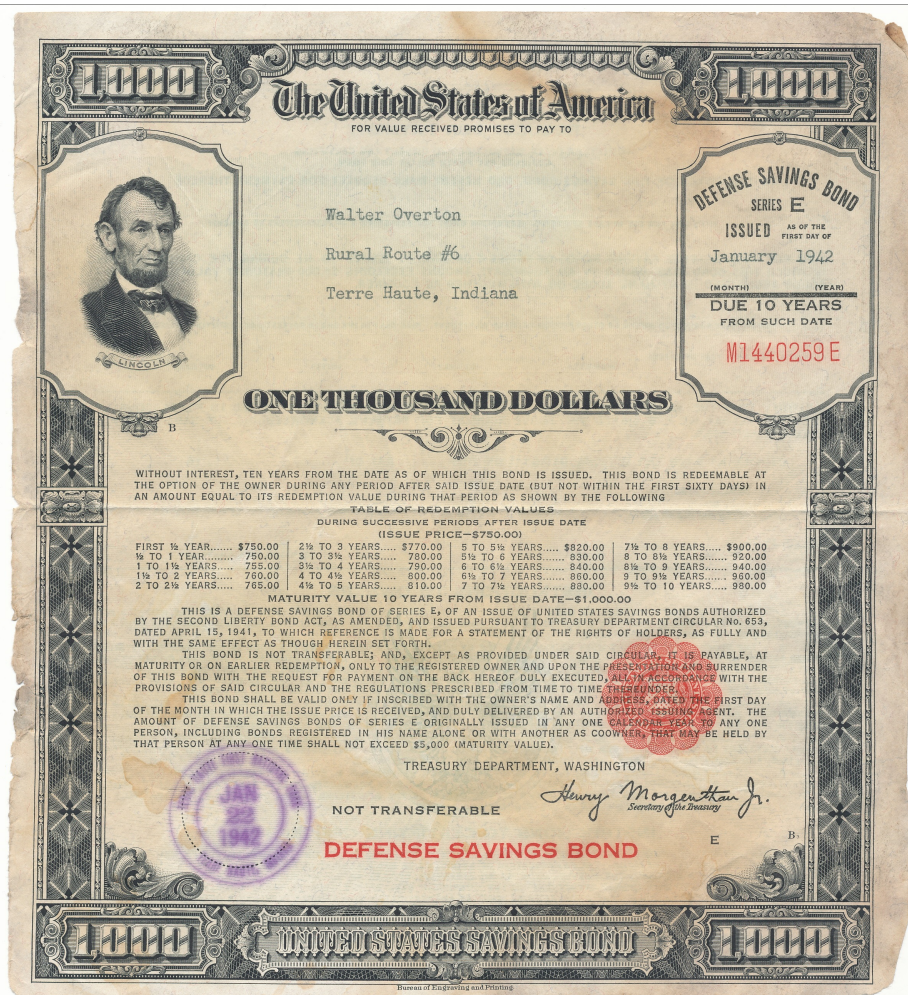 1,000
1,000
The United States of America
FOR VALUE RECEIVED PROMISES TO PAY TO
DEFENSE SAVINGS BOND
SERIES E
ISSUED AS OF THE FIRST DAY OF
January 1942
(MONTH) (YEAR)
DUE 10 YEARS
FROM SUCH DATE
M1440259E
Walter Overton
Rural Route #6
Terre Haute, Indiana
LINCOLN
ONE THOUSAND DOLLARS
B
WITHOUT INTEREST, TEN YEARS FROM THE DATE AS OF WHICH THIS BOND IS ISSUED. THIS BOND IS REDEEMABLE AT
THE OPTION OF THE OWNER DURING ANY PERIOD AFTER SAID ISSUE DATE (BUT NOT WITHIN THE FIRST SIXTY DAYS) IN
AN AMOUNT EQUAL TO ITS REDEMPTION VALUE DURING THAT PERIOD AS SHOWN BY THE FOLLOWING
TABLE OF REDEMPTION VALUES
DURING SUCCESSIVE PERIODS AFTER ISSUE DATE
(ISSUE PRICE—$750.00)
FIRST ½ YEAR...... $750.00 2½ TO 3 YEARS.... $770.00 5 TO 5½ YEARS.... $820.00 7½ TO 8 YEARS..... $900.00
½ TO 1 YEAR....... 750.00 3 TO 3½ YEARS..... 780.00 5½ TO 6 YEARS..... 830.00 8 TO 8½ YEARS..... 920.00
1 TO 1½ YEARS..... 755.00 3½ TO 4 YEARS..... 790.00 6 TO 6½ YEARS..... 840.00 8½ TO 9 YEARS..... 940.00
1½ TO 2 YEARS..... 760.00 4 TO 4½ YEARS..... 800.00 6½ TO 7 YEARS..... 860.00 9 TO 9½ YEARS..... 960.00
2 TO 2½ YEARS..... 765.00 4½ TO 5 YEARS..... 810.00 7 TO 7½ YEARS..... 880.00 9½ TO 10 YEARS... 980.00
MATURITY VALUE 10 YEARS FROM ISSUE DATE—$1,000.00
THIS IS A DEFENSE SAVINGS BOND OF SERIES E, OF AN ISSUE OF UNITED STATES SAVINGS BONDS AUTHORIZED
BY THE SECOND LIBERTY BOND ACT, AS AMENDED, AND ISSUED PURSUANT TO TREASURY DEPARTMENT CIRCULAR No. 653,
DATED APRIL 15, 1941, TO WHICH REFERENCE IS MADE FOR A STATEMENT OF THE RIGHTS OF HOLDERS, AS FULLY AND
WITH THE SAME EFFECT AS THOUGH HEREIN SET FORTH.
THIS BOND IS NOT TRANSFERABLE; AND, EXCEPT AS PROVIDED UNDER SAID CIRCULAR, IT IS PAYABLE, AT
MATURITY OR ON EARLIER REDEMPTION, ONLY TO THE REGISTERED OWNER AND UPON THE PRESENTATION AND SURRENDER
OF THIS BOND WITH THE REQUEST FOR PAYMENT ON THE BACK HEREOF DULY EXECUTED, ALL IN ACCORDANCE WITH THE
PROVISIONS OF SAID CIRCULAR AND THE REGULATIONS PRESCRIBED FROM TIME TO TIME THEREUNDER.
THIS BOND SHALL BE VALID ONLY IF INSCRIBED WITH THE OWNER'S NAME AND ADDRESS, DATED THE FIRST DAY
OF THE MONTH IN WHICH THE ISSUE PRICE IS RECEIVED, AND DULY DELIVERED BY AN AUTHORIZED ISSUING AGENT. THE
AMOUNT OF DEFENSE SAVINGS BONDS OF SERIES E ORIGINALLY ISSUED IN ANY ONE CALENDAR YEAR TO ANY ONE
PERSON, INCLUDING BONDS REGISTERED IN HIS NAME ALONE OR WITH ANOTHER AS COOWNER, THAT MAY BE HELD BY
THAT PERSON AT ANY ONE TIME SHALL NOT EXCEED $5,000 (MATURITY VALUE).
TREASURY DEPARTMENT, WASHINGTON
Henry Morgenthau Jr.
Secretary of the Treasury
NOT TRANSFERABLE
JAN
1942
E
B
DEFENSE SAVINGS BOND
1,000
UNITED STATES SAVINGS BOND
1,000
Bureau of Engraving and Printing